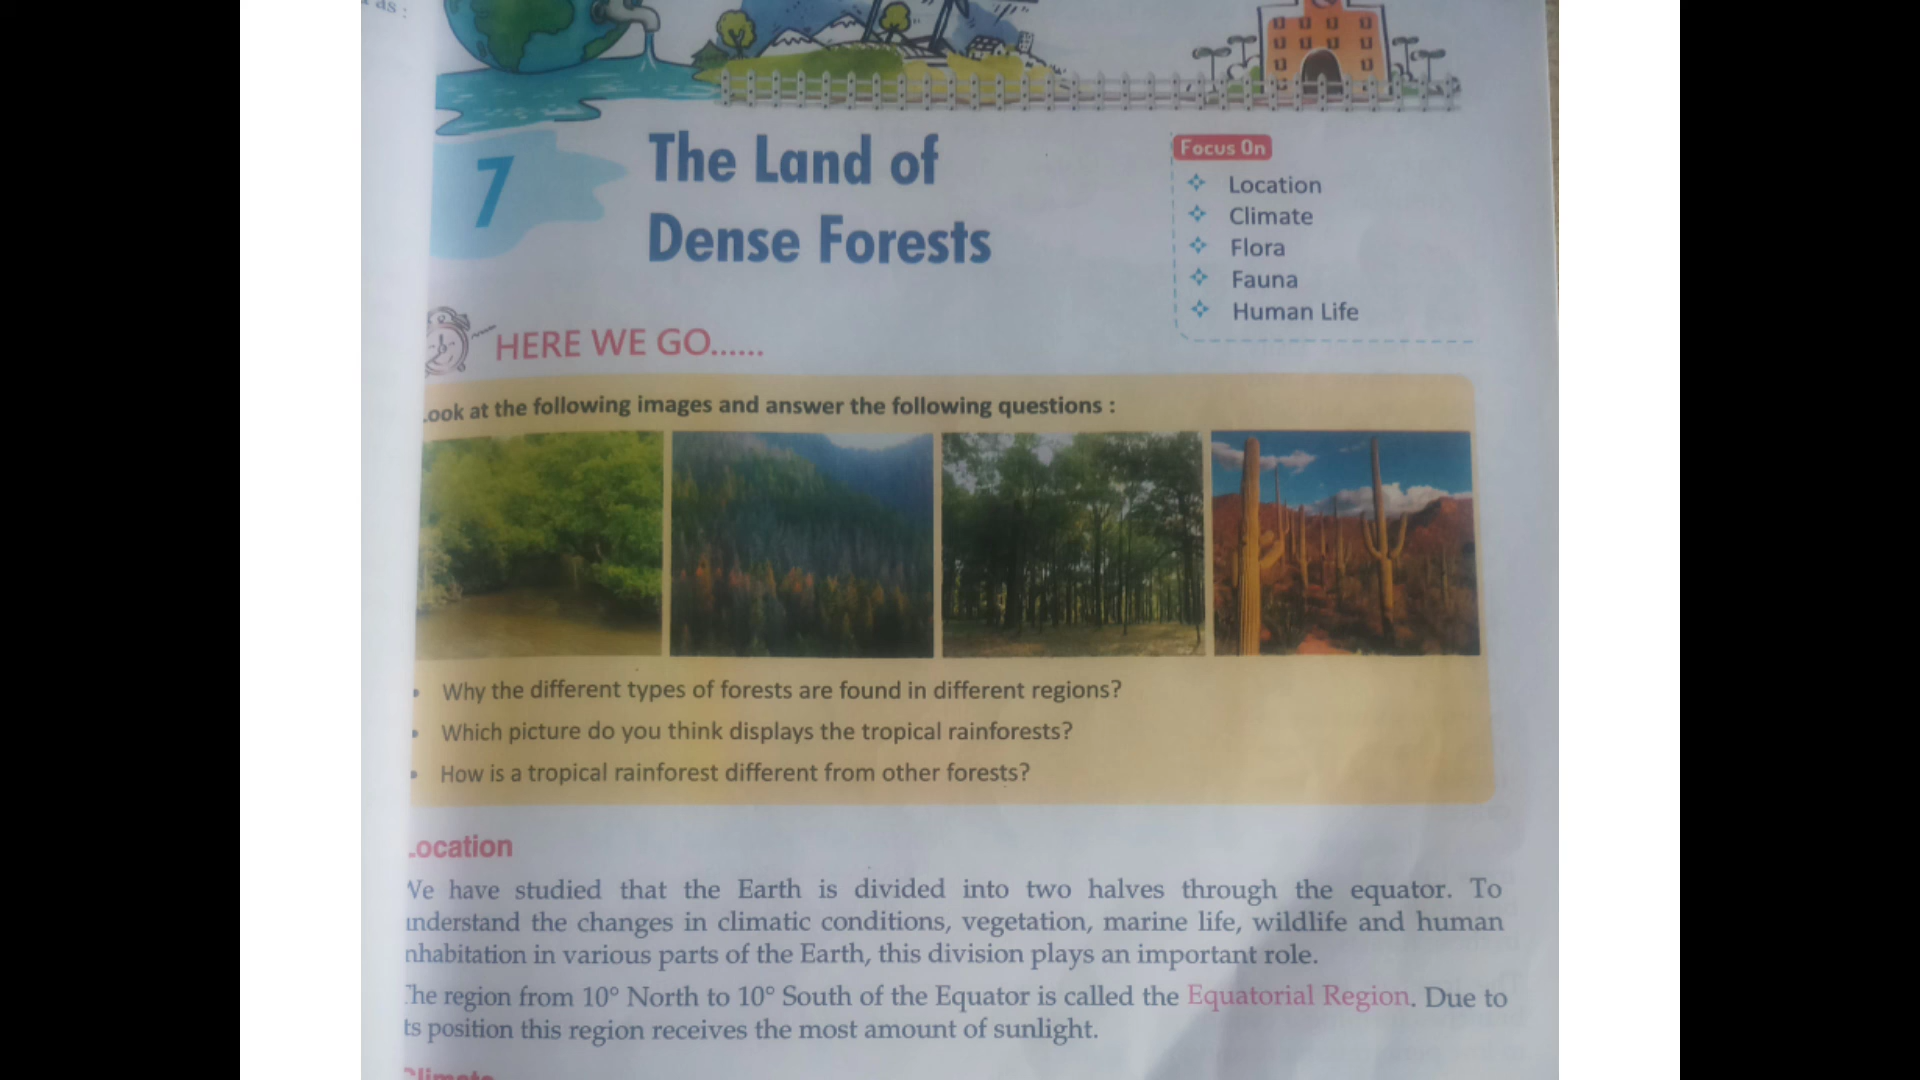 as :
7
The Land of
Dense Forests
Focus On
Location
Climate
Flora
Fauna
Human Life
HERE WE GO......
ook at the following images and answer the following questions :
Why the different types of forests are found in different regions?
Which picture do you think displays the tropical rainforests?
How is a tropical rainforest different from other forests?
ocation
We have studied that the Earth is divided into two halves through the equator. To
nderstand the changes in climatic conditions, vegetation, marine life, wildlife and human
nhabitation in various parts of the Earth, this division plays an important role.
The region from 10° North to 10° South of the Equator is called the Equatorial Region. Due to
ts position this region receives the most amount of sunlight.
Climate